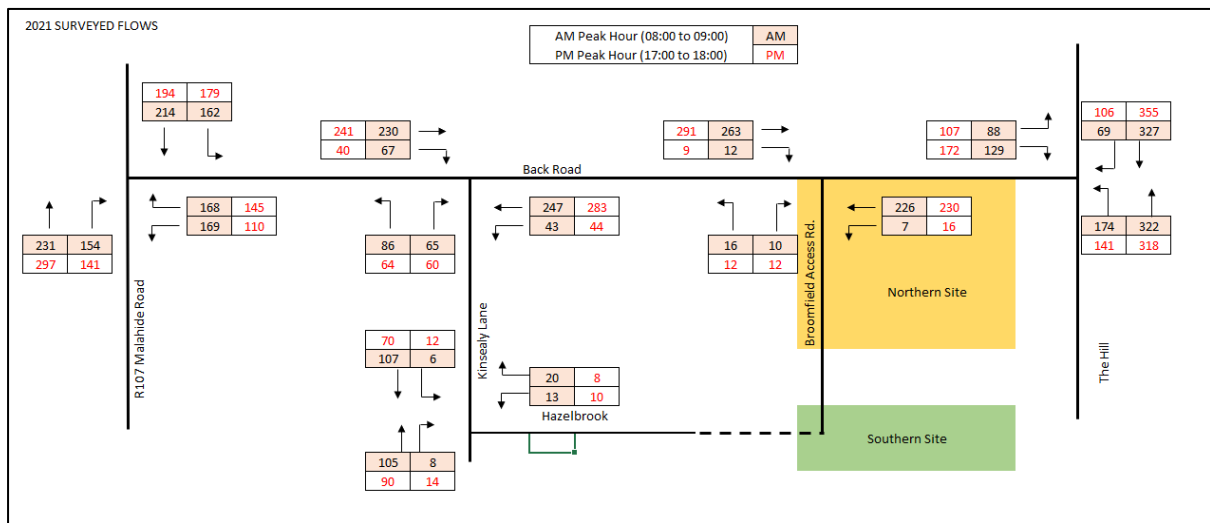 2021 SURVEYED FLOWS
AM Peak Hour (08:00 to 09:00) AM
PM Peak Hour (17:00 to 18:00) PM
194 179
214 162
241 230
40 67
291 263
9 12
107 88
172 129
106 355
69 327
Back Road
231 154
297 141
168 145
169 110
86 65
64 60
247 283
43 44
16 10
12 12
226 230
7 16
174 322
141 318
R107 Malahide Road
Kinsealy Lane
Broomfield Access Rd..
Northern Site
The Hill
70 12
107 6
20 8
13 10
Hazelbrook
Southern Site
105 8
90 14